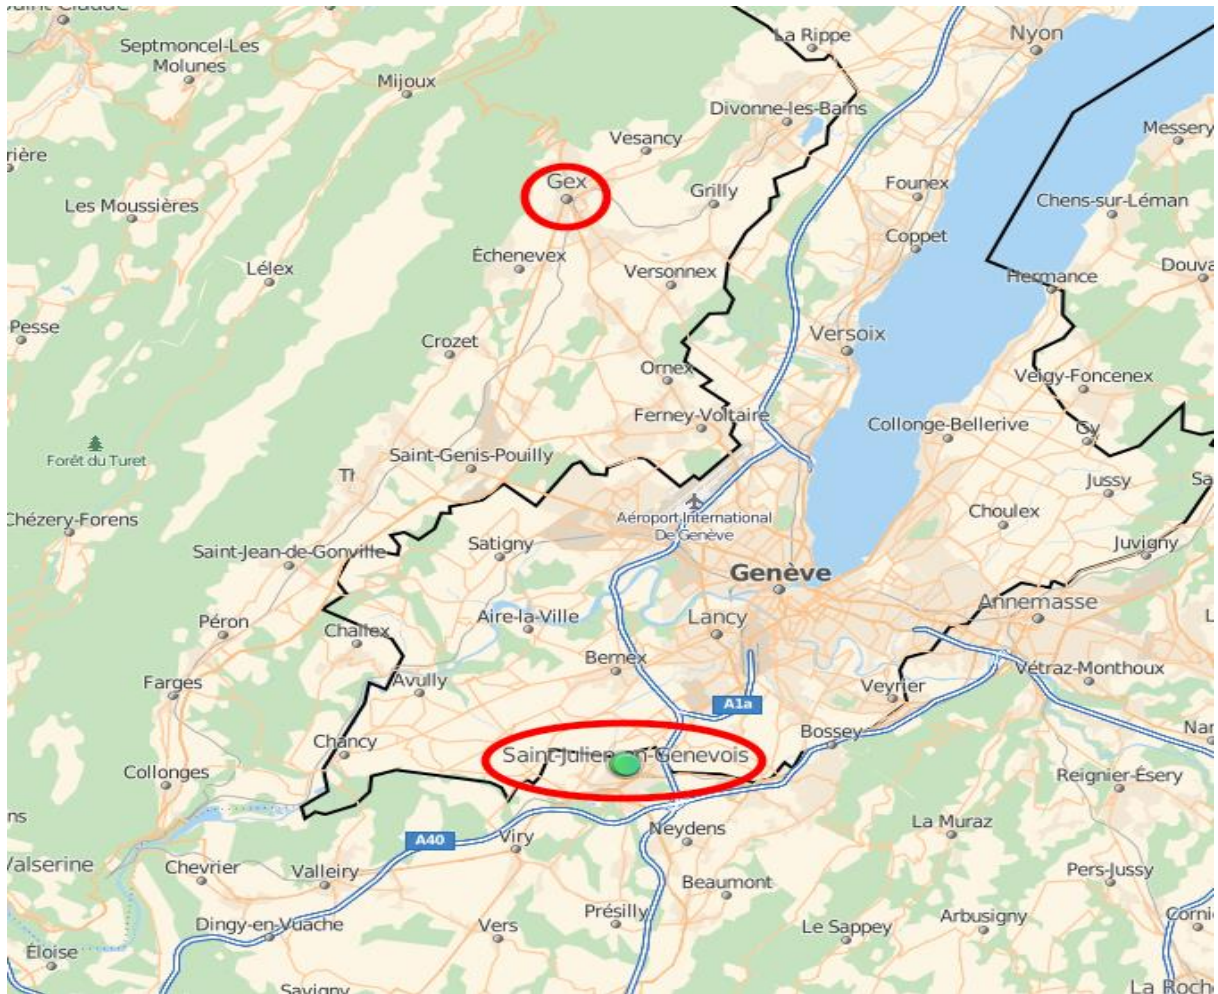 La Rippe
Nyon
Septmoncel-Les
Molunes
Mijoux
Divonne-les-Bains
Vesancy
Messery
Gex
Grilly
Founex
Les Moussières
Chens-sur-Léman
Coppet
Échenevex
Versonnex
Lélex
Hermance
Versoix
Crozet
Ornex
Veigy-Foncenex
Ferney-Voltaire
Collonge-Bellerive
Gy
Forêt du Turet
Saint-Genis-Pouilly
Jussy
Aéroport International
De Genève
Choulex
Chézery-Forens
Satigny
Saint-Jean-de-Gonville
Juvigny
Genève
Annemasse
Péron
Challex
Aire-la-Ville
Lancy
Bernex
Vétraz-Monthoux
Farges
Avully
Veyrier
A1a
Bossey
Chancy
Saint-Julien-en-Genevois
Collonges
Reignier-Ésery
La Muraz
Neydens
A40
Viry
Valserine
Chevrier
Valleiry
Pers-Jussy
Beaumont
Présilly
Dingy-en-Vuache
Vers
Le Sappey
Arbusigny
Éloise